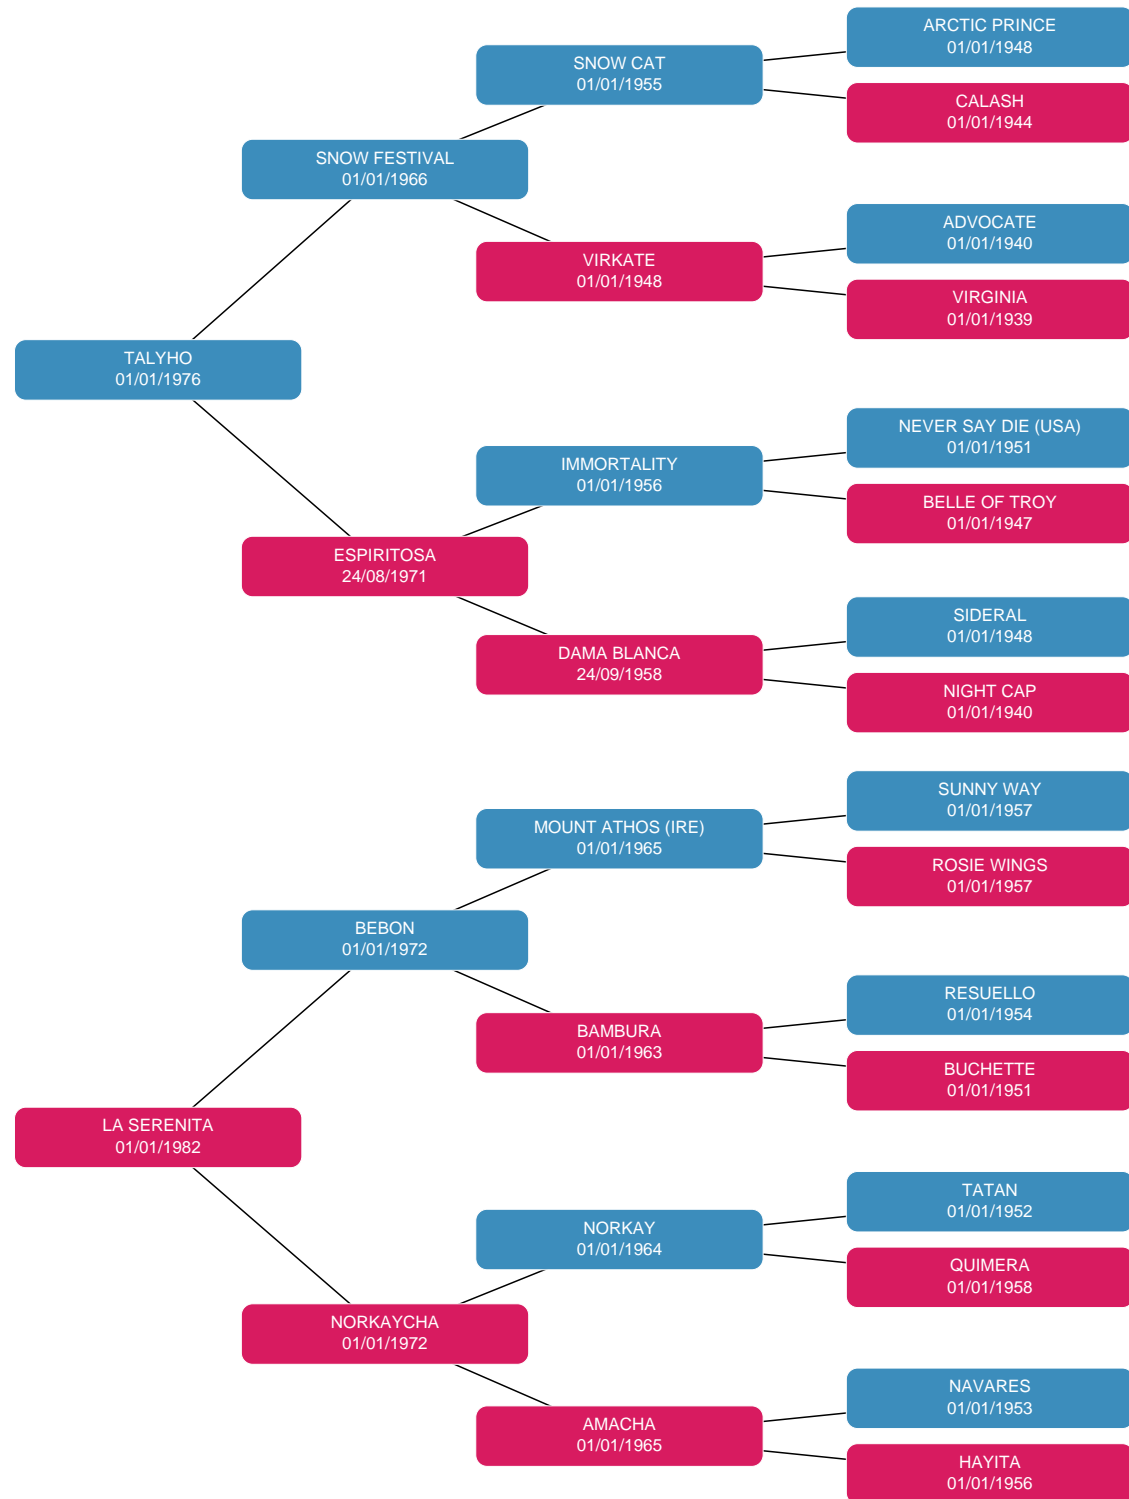 ARCTIC PRINCE
01/01/1948
SNOW CAT
01/01/1955
CALASH
01/01/1944
SNOW FESTIVAL
01/01/1966
ADVOCATE
01/01/1940
VIRKATE
01/01/1948
VIRGINIA
01/01/1939
TALYHO
01/01/1976
NEVER SAY DIE (USA)
01/01/1951
IMMORTALITY
01/01/1956
BELLE OF TROY
01/01/1947
ESPIRITOSA
24/08/1971
SIDERAL
01/01/1948
DAMA BLANCA
24/09/1958
NIGHT CAP
01/01/1940
SUNNY WAY
01/01/1957
MOUNT ATHOS (IRE)
01/01/1965
ROSIE WINGS
01/01/1957
BEBON
01/01/1972
RESUELLO
01/01/1954
BAMBURA
01/01/1963
BUCHETTE
01/01/1951
LA SERENITA
01/01/1982
TATAN
01/01/1952
NORKAY
01/01/1964
QUIMERA
01/01/1958
NORKAYCHA
01/01/1972
NAVARES
01/01/1953
AMACHA
01/01/1965
HAYITA
01/01/1956